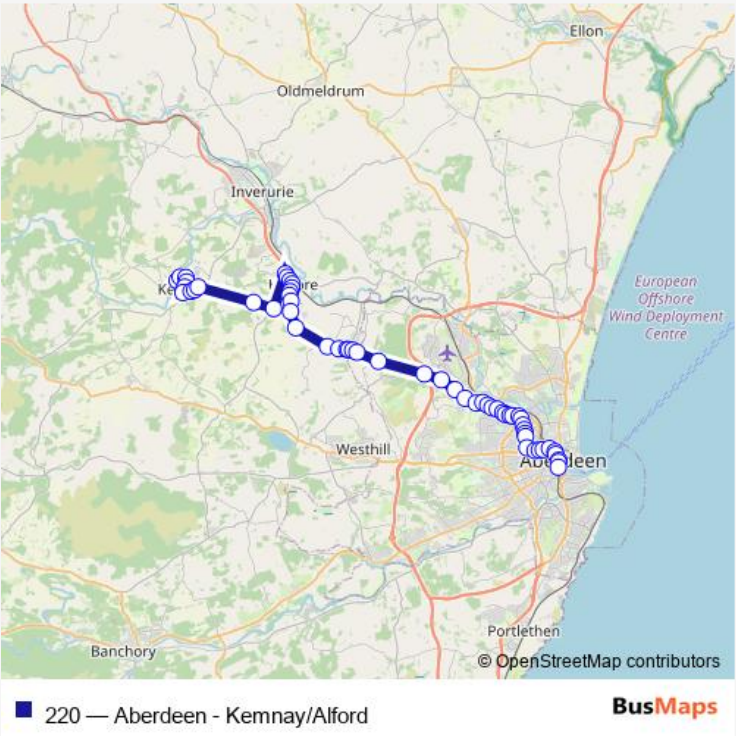 Ellon
Oldmeldrum
Inverurie
European
Offshore
Wind Deployment
Centre
Westhill
Aberdeen
Portlethen
Banchory
© OpenStreetMap contributors
220 — Aberdeen - Kemnay/Alford
BusMaps